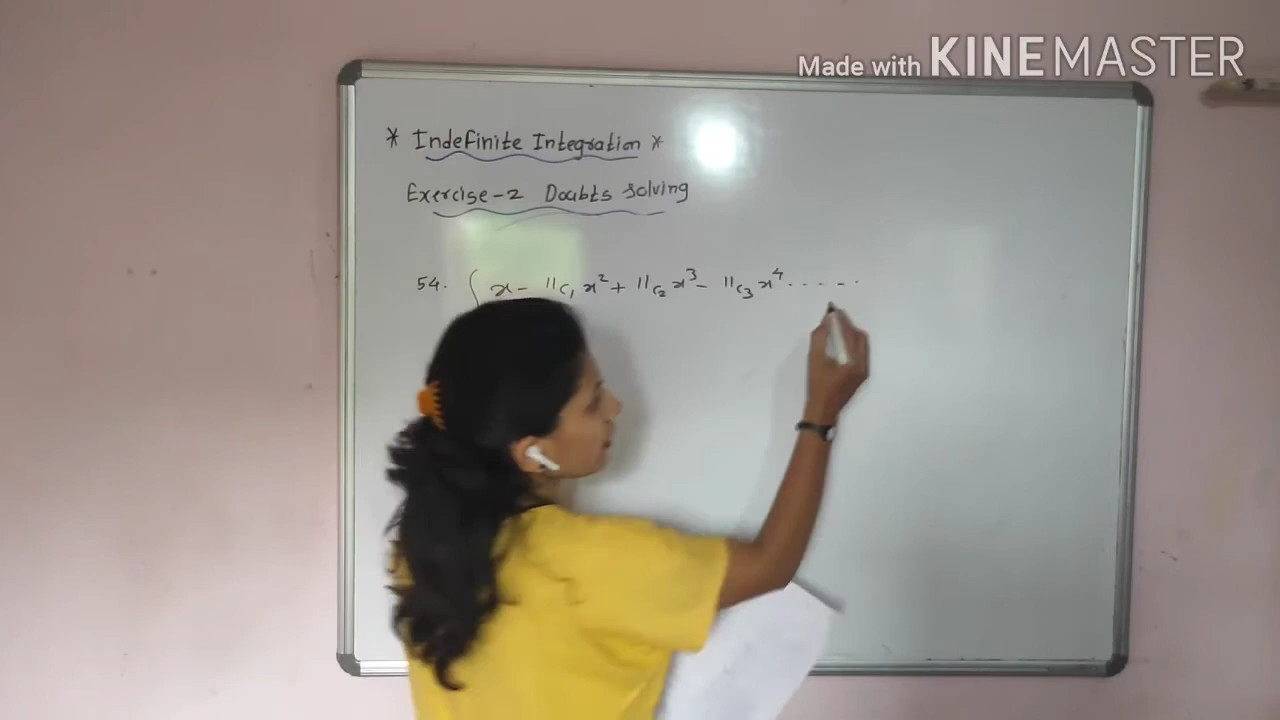 Made with KINEMASTER
* Indefinite Integration *
Exercise-2 Doubts Solving
54. ∫ x - 11C1 x² + 11C2 x³ - 11C3 x⁴ ......